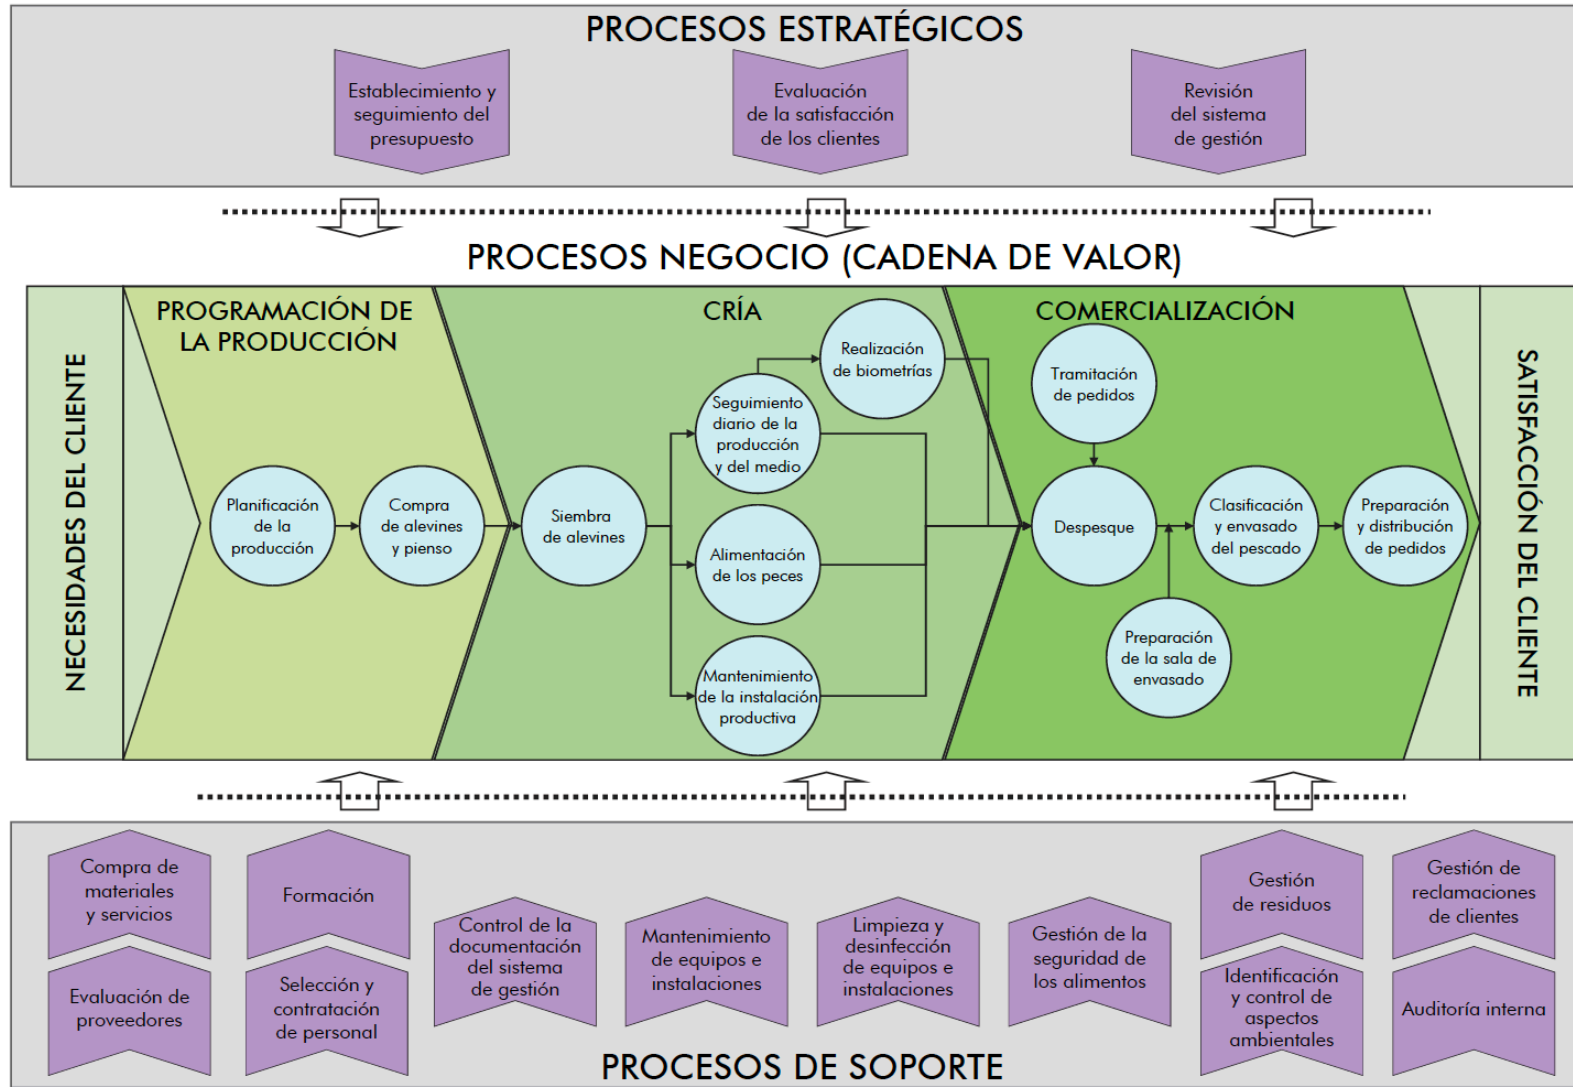 PROCESOS ESTRATÉGICOS
Establecimiento y
seguimiento del
presupuesto
Evaluación
de la satisfacción
de los clientes
Revisión
del sistema
de gestión
PROCESOS NEGOCIO (CADENA DE VALOR)
NECESIDADES DEL CLIENTE
PROGRAMACIÓN DE
LA PRODUCCIÓN
Planificación
de la
producción
Compra
de alevines
y pienso
CRÍA
Siembra
de alevines
Realización
de biometrías
Seguimiento
diario de la
producción
y del medio
Alimentación
de los peces
Mantenimiento
de la instalación
productiva
COMERCIALIZACIÓN
Tramitación
de pedidos
Despesque
Clasificación
y envasado
del pescado
Preparación
y distribución
de pedidos
Preparación
de la sala de
envasado
SATISFACCIÓN DEL CLIENTE
Compra de
materiales
y servicios
Formación
Evaluación de
proveedores
Selección y
contratación
de personal
Control de la
documentación
del sistema
de gestión
Mantenimiento
de equipos e
instalaciones
Limpieza y
desinfección
de equipos e
instalaciones
Gestión de la
seguridad de
los alimentos
Gestión
de residuos
Gestión de
reclamaciones
de clientes
Identificación
y control de
aspectos
ambientales
Auditoría interna
PROCESOS DE SOPORTE